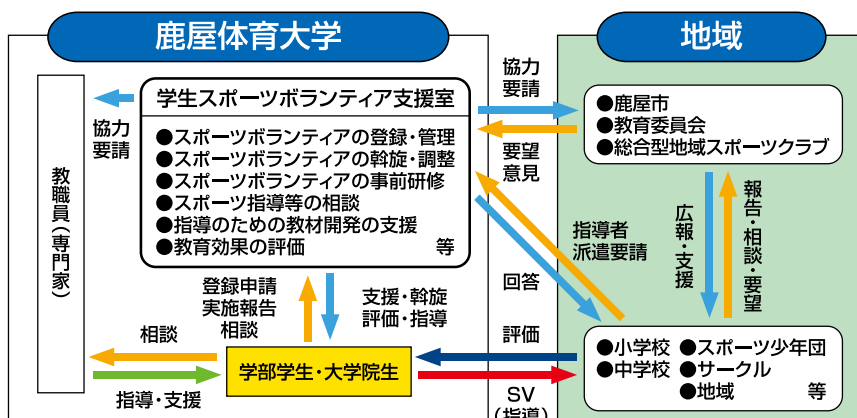 鹿屋体育大学
地域
教職員(専門家)
協力
要請
学生スポーツボランティア支援室
●スポーツボランティアの登録・管理
●スポーツボランティアの斡旋・調整
●スポーツボランティアの事前研修
●スポーツ指導等の相談
●指導のための教材開発の支援
●教育効果の評価 等
協力
要請
要望
意見
●鹿屋市
●教育委員会
●総合型地域スポーツクラブ
指導者
派遣要請
回答
広報・支援
報告・相談・要望
登録申請
実施報告
相談
支援・斡旋
評価・指導
相談
指導・支援
学部学生・大学院生
評価
SV
(指導)
●小学校 ●スポーツ少年団
●中学校 ●サークル
●地域 等